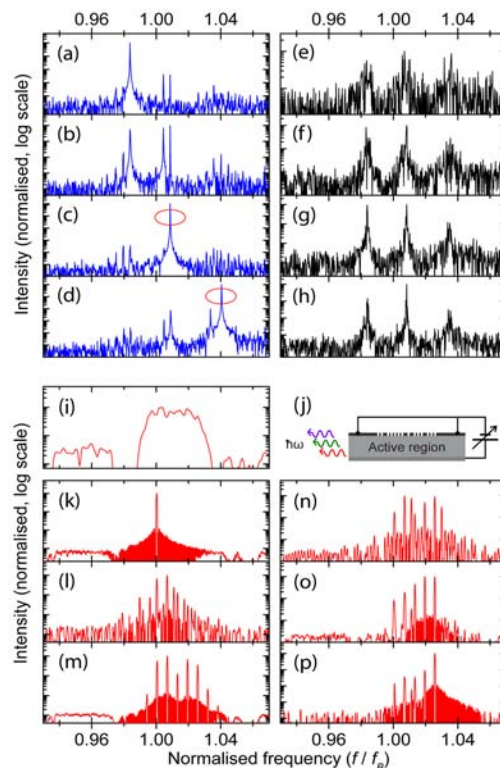 0.96 1.00 1.04 0.96 1.00 1.04
(a) (e)
(b) (f)
(c) (g)
(d) (h)
Intensity (normalised, log scale)
(i) (j)
ħω
Active region
(k) (n)
(l) (o)
(m) (p)
Intensity (normalised, log scale)
0.96 1.00 1.04 0.96 1.00 1.04
Normalised frequency (f / fB)